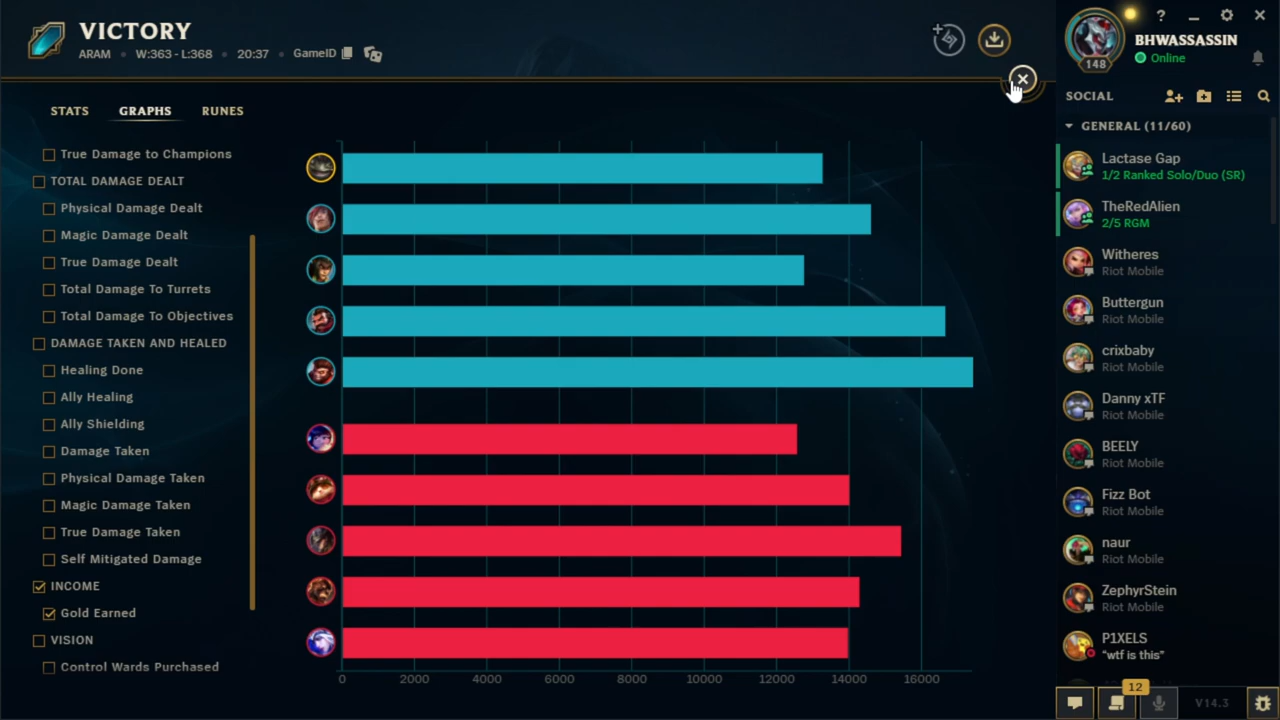 VICTORY
ARAM • W:363 - L:368 • 20:37 • GameID
STATS GRAPHS RUNES
True Damage to Champions
TOTAL DAMAGE DEALT
Physical Damage Dealt
Magic Damage Dealt
True Damage Dealt
Total Damage To Turrets
Total Damage To Objectives
DAMAGE TAKEN AND HEALED
Healing Done
Ally Healing
Ally Shielding
Damage Taken
Physical Damage Taken
Magic Damage Taken
True Damage Taken
Self Mitigated Damage
INCOME
Gold Earned
VISION
Control Wards Purchased
0 2000 4000 6000 8000 10000 12000 14000 16000
?
148
BHWASSASSIN
Online
SOCIAL
GENERAL (11/60)
Lactase Gap
1/2 Ranked Solo/Duo (SR)
TheRedAlien
2/5 RGM
Witheres
Riot Mobile
Buttergun
Riot Mobile
crixbaby
Riot Mobile
Danny xTF
Riot Mobile
BEELY
Riot Mobile
Fizz Bot
Riot Mobile
naur
Riot Mobile
ZephyrStein
Riot Mobile
P1XELS
"wtf is this"
12
V14.3